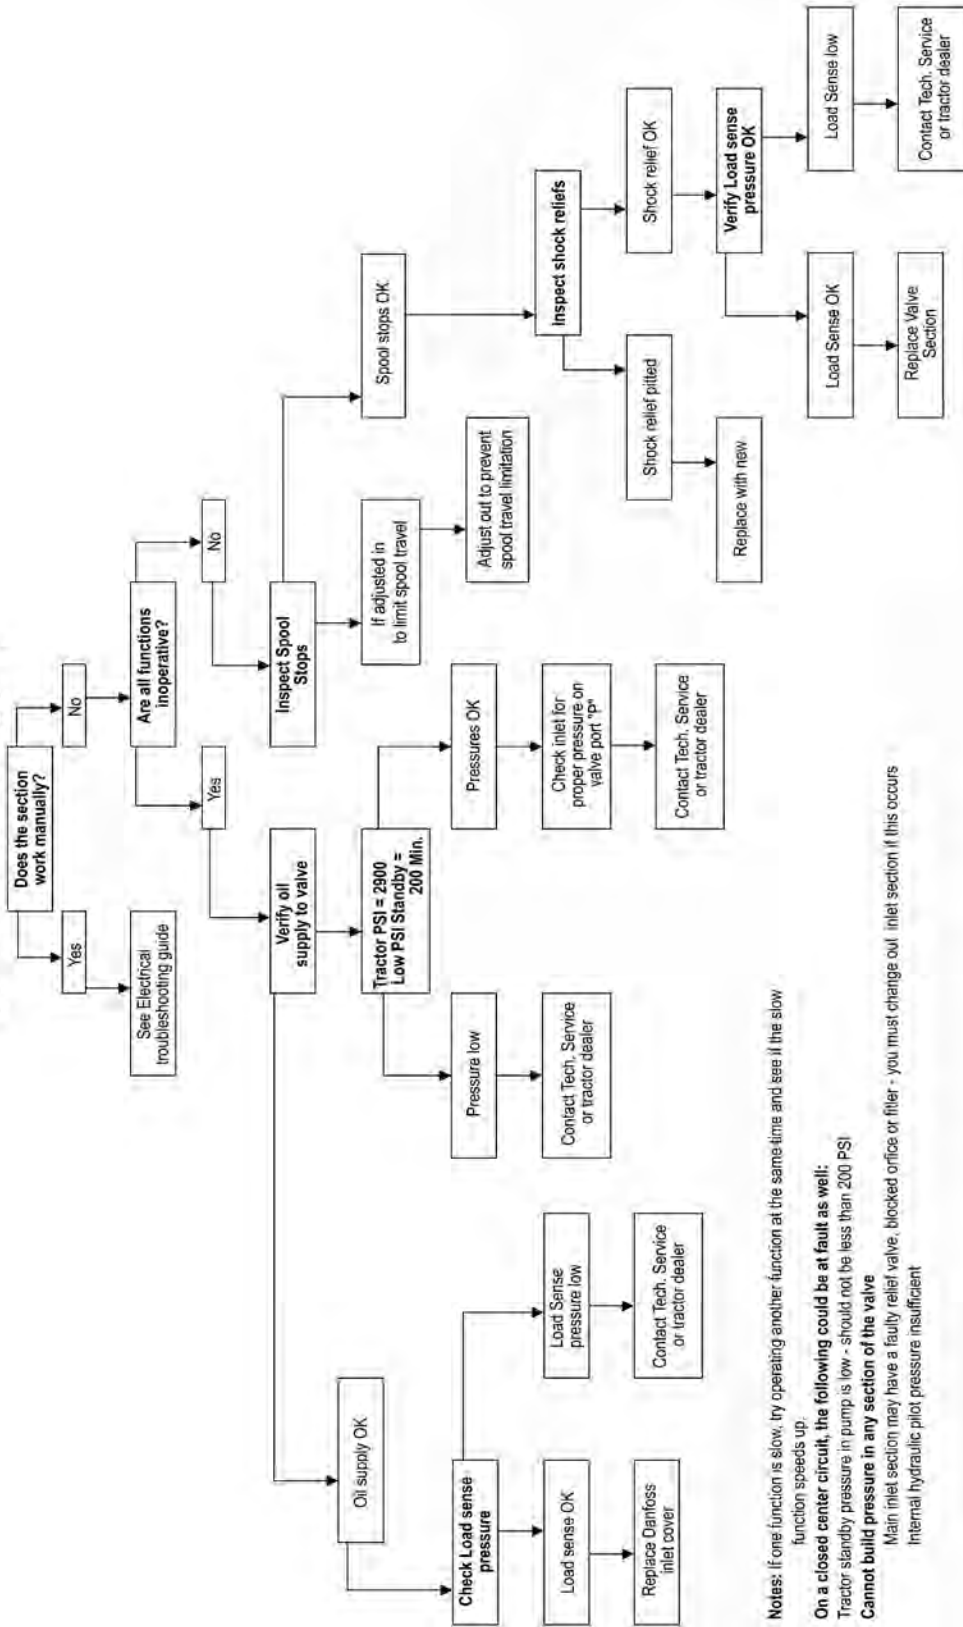 Does the section
work manually?
Yes
No
See Electrical
troubleshooting guide
Are all functions
inoperative?
Yes
No
Verify oil
supply to valve
Inspect Spool
Stops
Oil supply OK
Tractor PSI = 2900
Low PSI Standby =
200 Min.
If adjusted in
to limit spool travel
Spool stops OK
Check Load sense
pressure
Pressure low
Pressures OK
Adjust out to prevent
spool travel limitation
Inspect shock reliefs
Load sense OK
Load Sense
pressure low
Contact Tech. Service
or tractor dealer
Check inlet for
proper pressure on
valve port "P"
Shock relief pitted
Shock relief OK
Replace Danfoss
inlet cover
Contact Tech. Service
or tractor dealer
Contact Tech. Service
or tractor dealer
Replace with new
Verify Load sense
pressure OK
Load Sense OK
Load Sense low
Replace Valve
Section
Contact Tech. Service
or tractor dealer
Notes: If one function is slow, try operating another function at the same time and see if the slow
function speeds up.
On a closed center circuit, the following could be at fault as well:
Tractor standby pressure in pump is low - should not be less than 200 PSI
Cannot build pressure in any section of the valve
Main inlet section may have a faulty relief valve, blocked orfice or fitler - you must change out inlet section if this occurs
Internal hydraulic pilot pressure insufficient